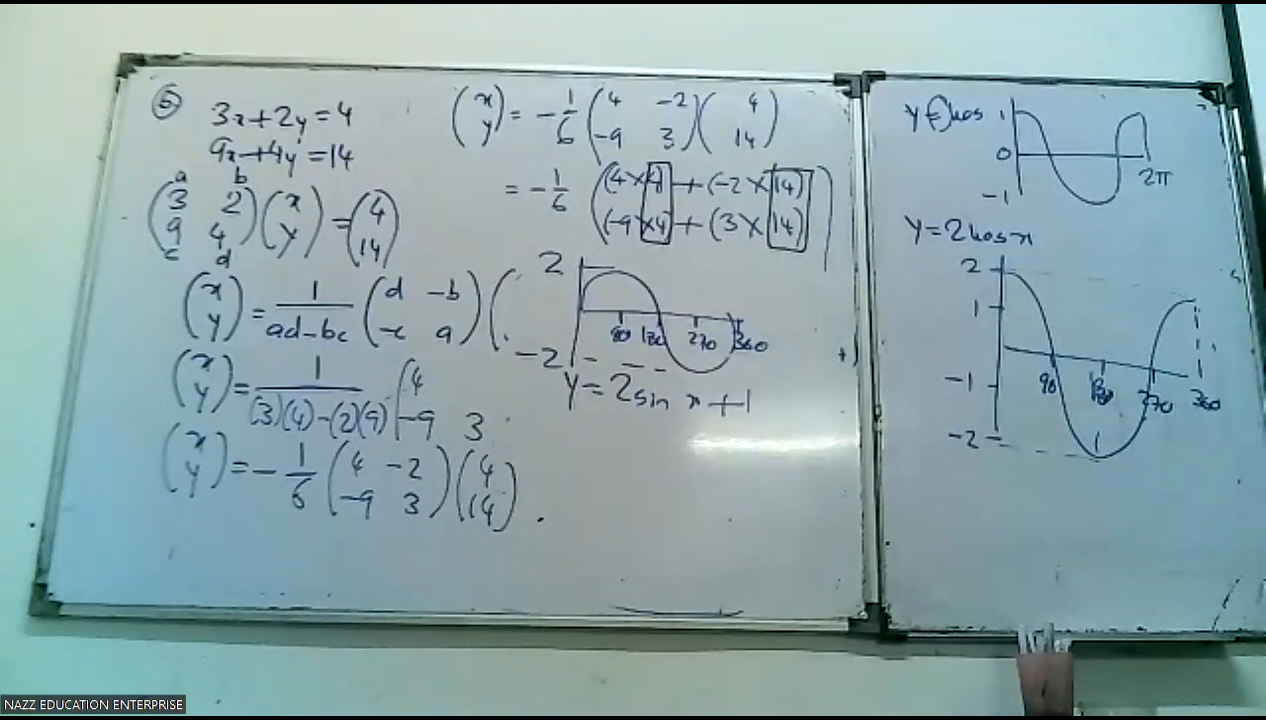 6
3x+2y=4
9x+4y=14
a b
(3 2
9 4)(x
y)=(4
14)
c d
(x
y)=1/(ad-bc)(d -b
-c a)(
(x
y)=1/((3)(4)-(2)(9))(4
-9 3
(x
y)=-1/6(4 -2
-9 3)(4
14).
(x
y)=-1/6(4 -2
-9 3)(4
14)
=-1/6((4×4)+(-2×14)
(-9×4)+(3×14))
2
90 180 270 360
-2
y=2sin x+1
y= 1kos
1
0
-1
2π
y=2kosx
2
1
-1
-2
90 180 270 360
NAZZ EDUCATION ENTERPRISE